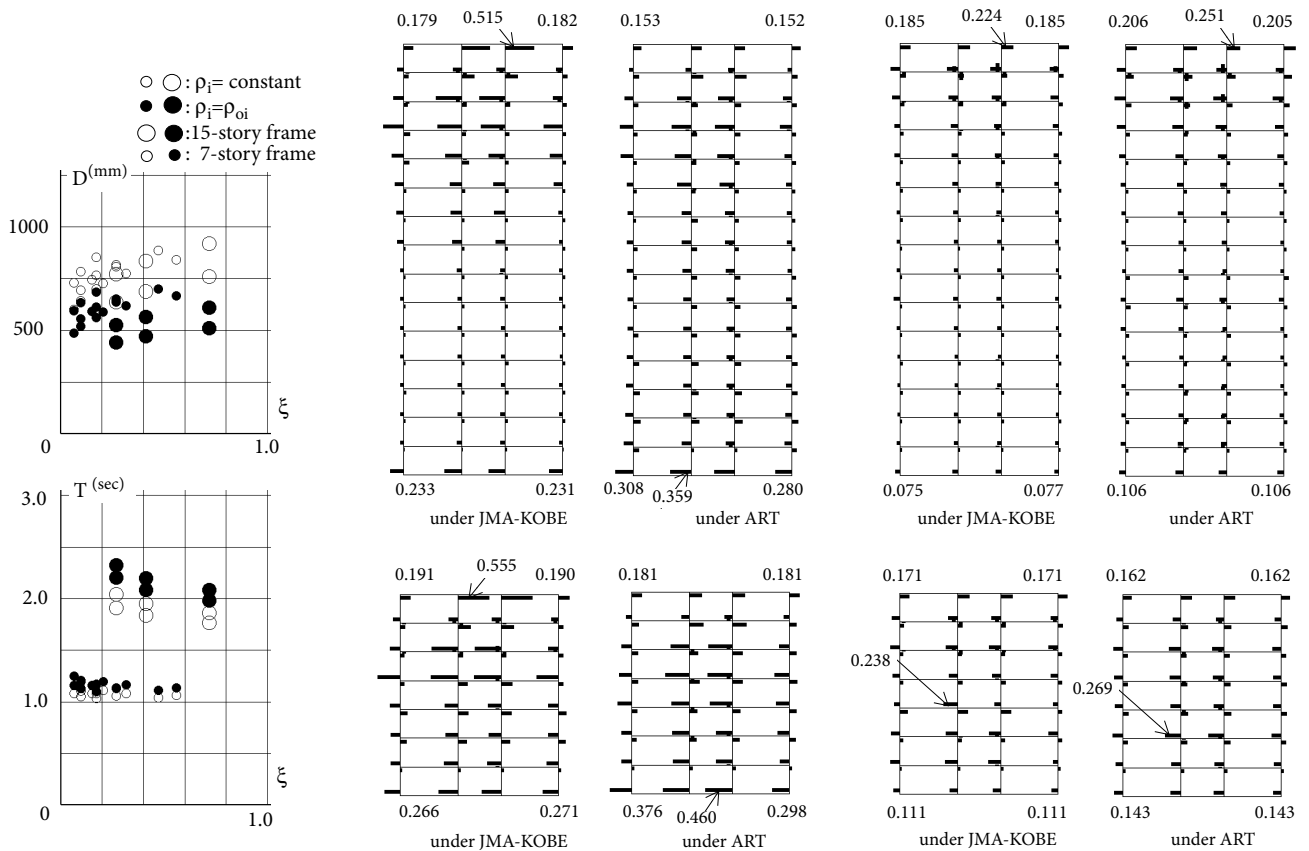 : ρi= constant
: ρi=ρoi
:15-story frame
: 7-story frame
D(mm)
1000
500
0
1.0
ξ
T (sec)
3.0
2.0
1.0
0
1.0
ξ
0.179 0.515 0.182
0.233 0.231
under JMA-KOBE
0.153 0.152
0.308 0.359 0.280
under ART
0.185 0.224 0.185
0.075 0.077
under JMA-KOBE
0.206 0.251 0.205
0.106 0.106
under ART
0.191 0.555 0.190
0.266 0.271
under JMA-KOBE
0.181 0.181
0.376 0.460 0.298
under ART
0.171 0.171
0.238
0.111 0.111
under JMA-KOBE
0.162 0.162
0.269
0.143 0.143
under ART